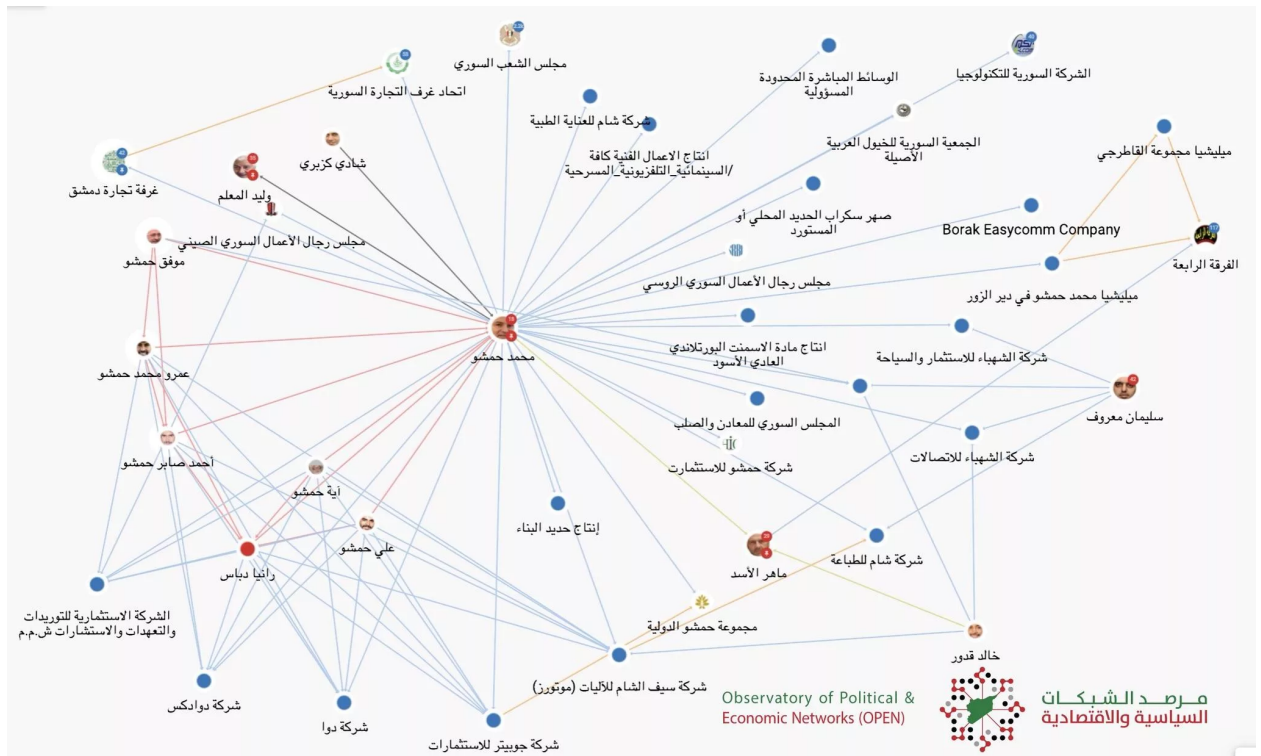 مجلس الشعب السوري
اتحاد غرف التجارة السورية
الوسائط المباشرة المحدودة
المسؤولية
الشركة السورية للتكنولوجيا
شركة شام للعناية الطبية
الجمعية السورية للخيول العربية
الأصيلة
ميليشيا مجموعة القاطرجي
شادي كزبري
انتاج الاعمال الفنية كافة
/السينمائية_التلفزيونية_المسرحية
غرفة تجارة دمشق
وليد المعلم
صهر سكراب الحديد المحلي أو
المستورد
Borak Easycomm Company
مجلس رجال الأعمال السوري الصيني
موفق حمشو
الفرقة الرابعة
مجلس رجال الأعمال السوري الروسي
ميليشيا محمد حمشو في دير الزور
محمد حمشو
انتاج مادة الاسمنت البورتلاندي
العادي الأسود
شركة الشهباء للاستثمار والسياحة
عمرو محمد حمشو
سليمان معروف
المجلس السوري للمعادن والصلب
شركة الشهباء للاتصالات
أحمد صابر حمشو
شركة حمشو للاستثمارت
آية حمشو
إنتاج حديد البناء
علي حمشو
شركة شام للطباعة
رانيا دباس
ماهر الأسد
الشركة الاستثمارية للتوريدات
والتعهدات والاستشارات ش.م.م
مجموعة حمشو الدولية
خالد قدور
شركة سيف الشام للآليات (موتورز)
شركة دوادكس
شركة دوا
شركة جوبيتر للاستثمارات
Observatory of Political &
Economic Networks (OPEN)
مرصد الشبكات
السياسية والاقتصادية